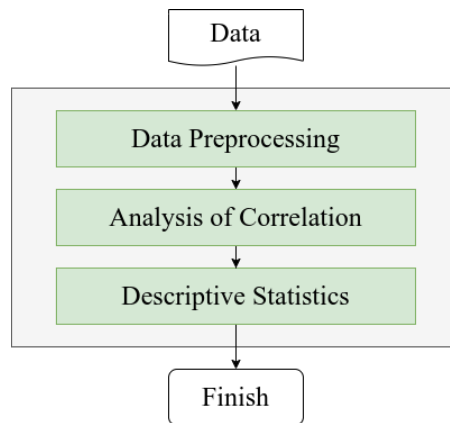 Data
Data Preprocessing
Analysis of Correlation
Descriptive Statistics
Finish